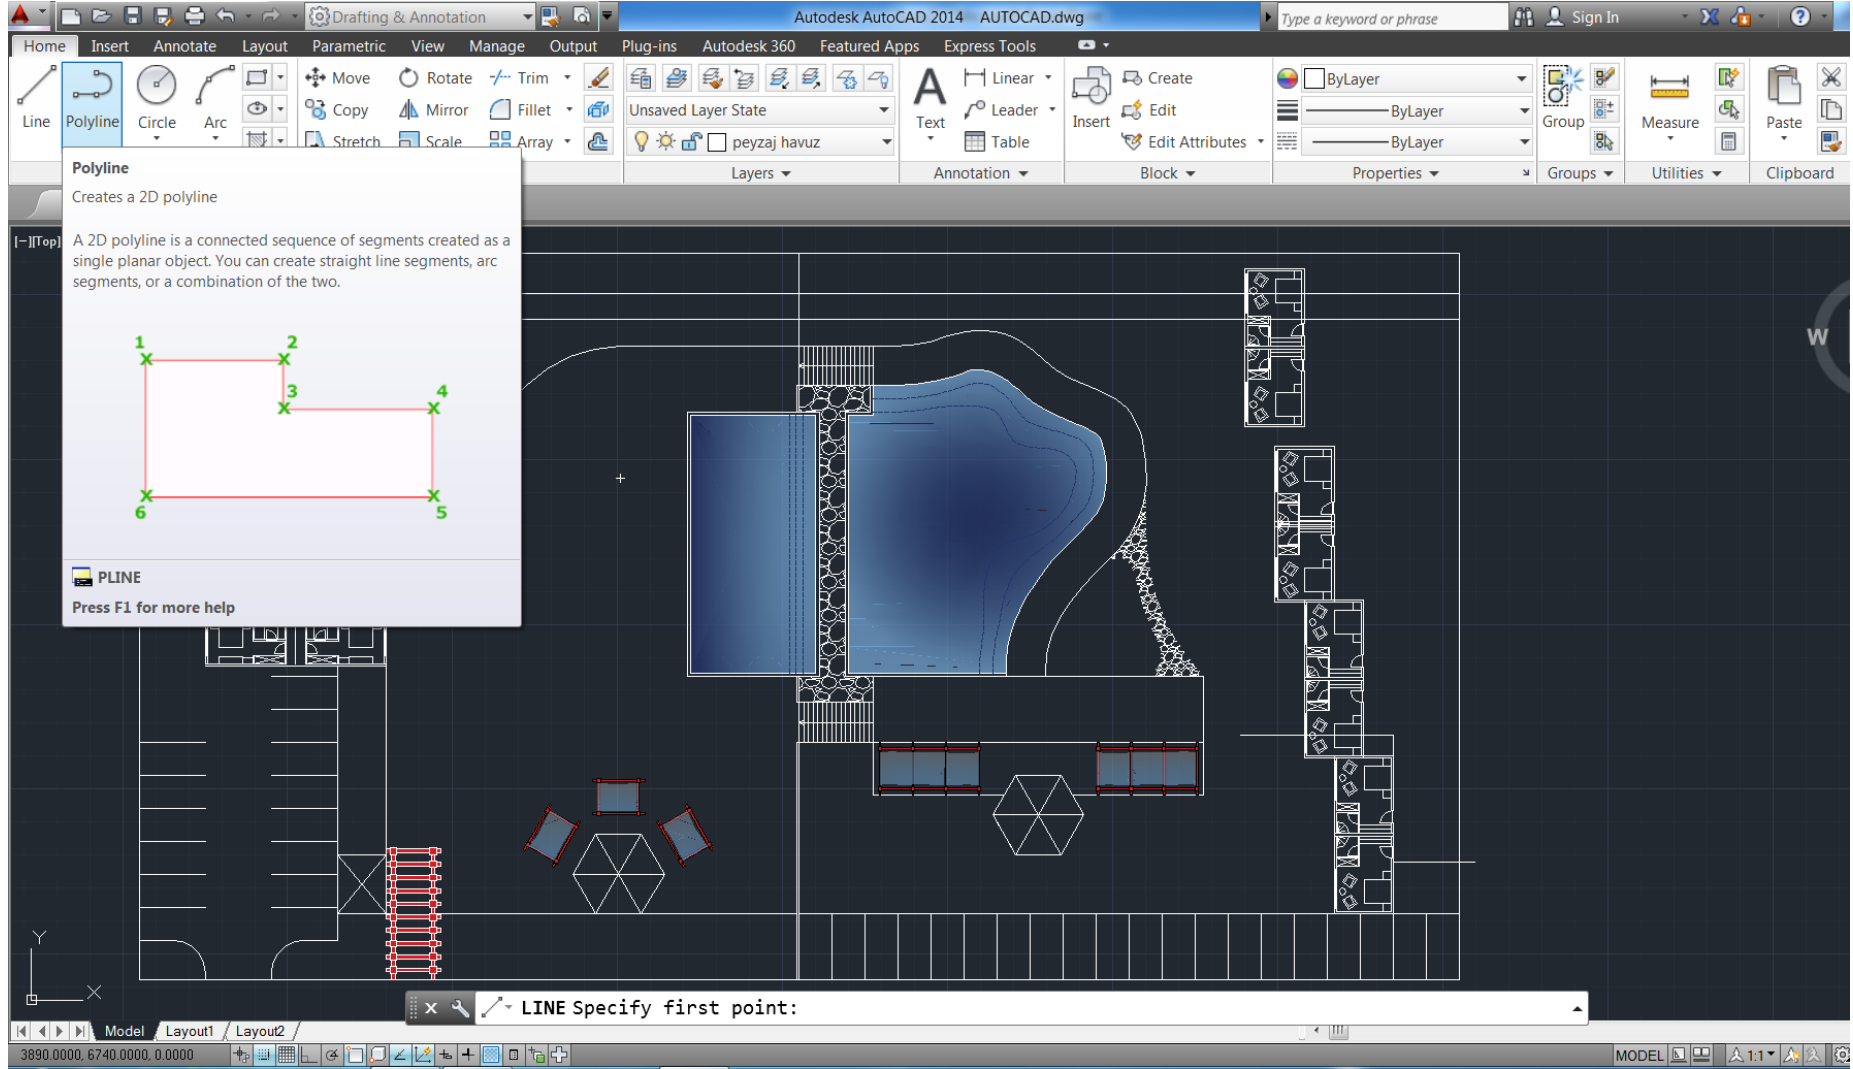 Drafting & Annotation
Autodesk AutoCAD 2014 AUTOCAD.dwg
Type a keyword or phrase
Sign In
Home Insert Annotate Layout Parametric View Manage Output Plug-ins Autodesk 360 Featured Apps Express Tools
Line Polyline Circle Arc
Move Rotate Trim
Copy Mirror Fillet
Stretch Scale Array
Unsaved Layer State
peyzaj havuz
Layers
A
Text
Linear
Leader
Table
Annotation
Insert
Create
Edit
Edit Attributes
Block
ByLayer
ByLayer
ByLayer
Properties
Group
Groups
Measure
Utilities
Paste
Clipboard
Polyline
Creates a 2D polyline
A 2D polyline is a connected sequence of segments created as a
single planar object. You can create straight line segments, arc
segments, or a combination of the two.
1 2
3 4
6 5
PLINE
Press F1 for more help
[−][Top]
W
Y
X
LINE Specify first point:
Model Layout1 Layout2
3890.0000, 6740.0000, 0.0000
MODEL 1:1